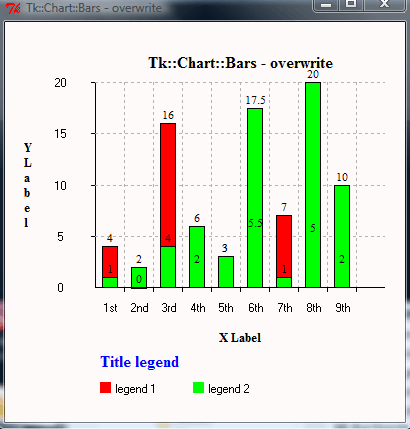 Tk::Chart::Bars - overwrite
Tk::Chart::Bars - overwrite
20
20
17.5
16
15
10
10
7
6
5.5
5
5
4
4
3
2
2
2
1
1
0
0
Y
L
a
b
e
l
1st 2nd 3rd 4th 5th 6th 7th 8th 9th
X Label
Title legend
legend 1 legend 2